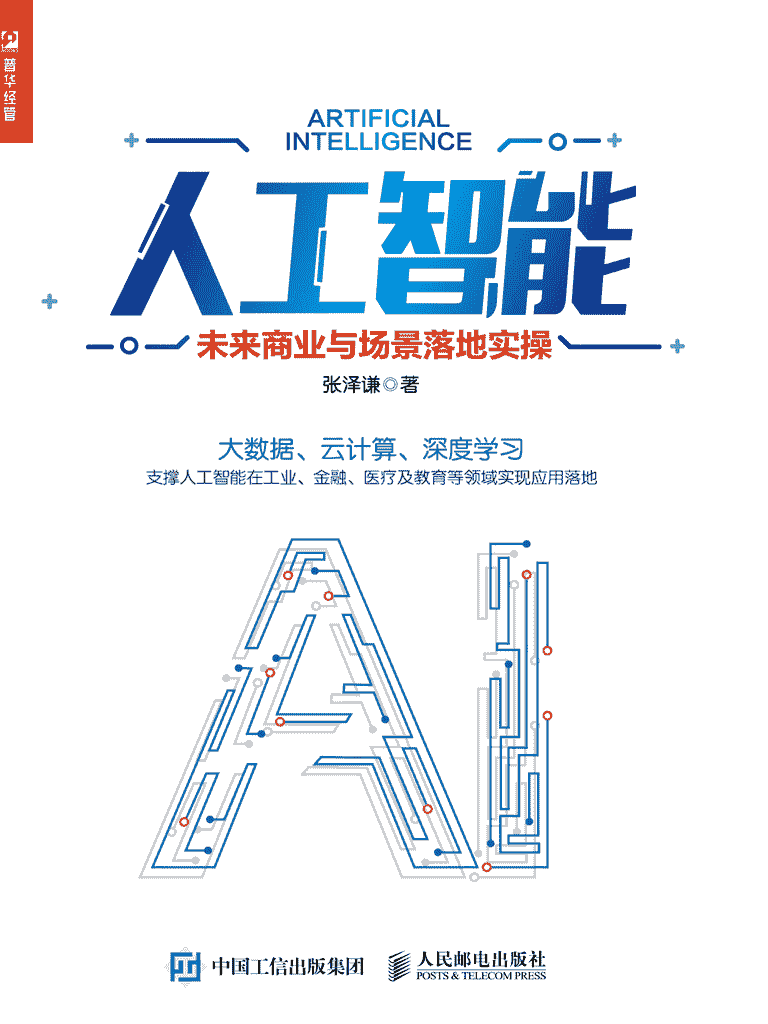 普华经管
ARTIFICIAL
INTELLIGENCE
人工智能
未来商业与场景落地实操
张泽谦◎著
大数据、云计算、深度学习
支撑人工智能在工业、金融、医疗及教育等领域实现应用落地
AI
中国工信出版集团
人民邮电出版社
POSTS & TELECOM PRESS